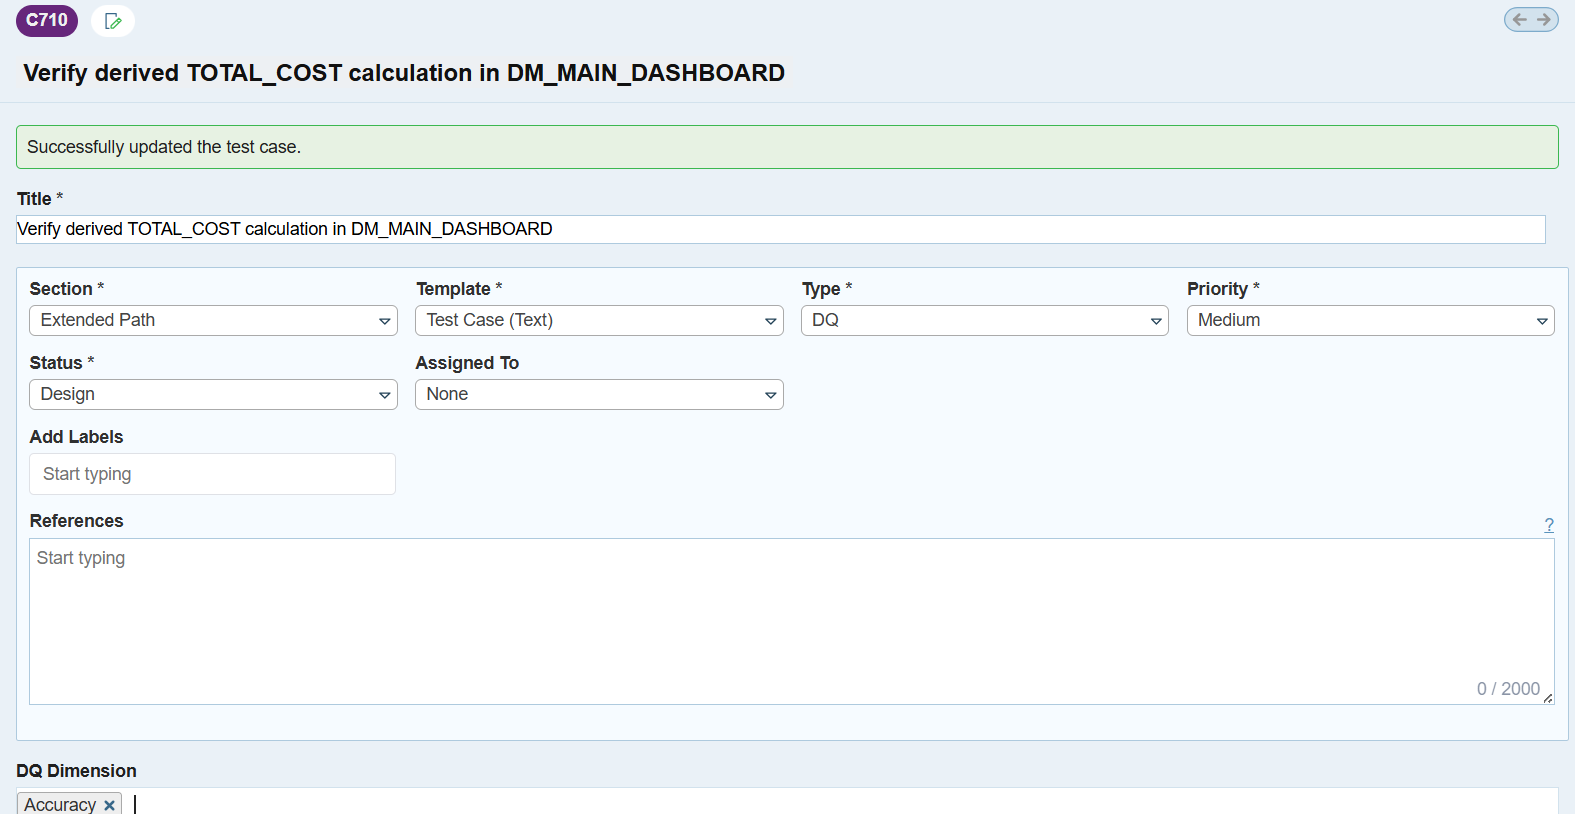 C710
Verify derived TOTAL_COST calculation in DM_MAIN_DASHBOARD
Successfully updated the test case.
Title *
Verify derived TOTAL_COST calculation in DM_MAIN_DASHBOARD
Section * Template * Type * Priority *
Extended Path Test Case (Text) DQ Medium
Status * Assigned To
Design None
Add Labels
Start typing
References ?
Start typing
0 / 2000
DQ Dimension
Accuracy ×